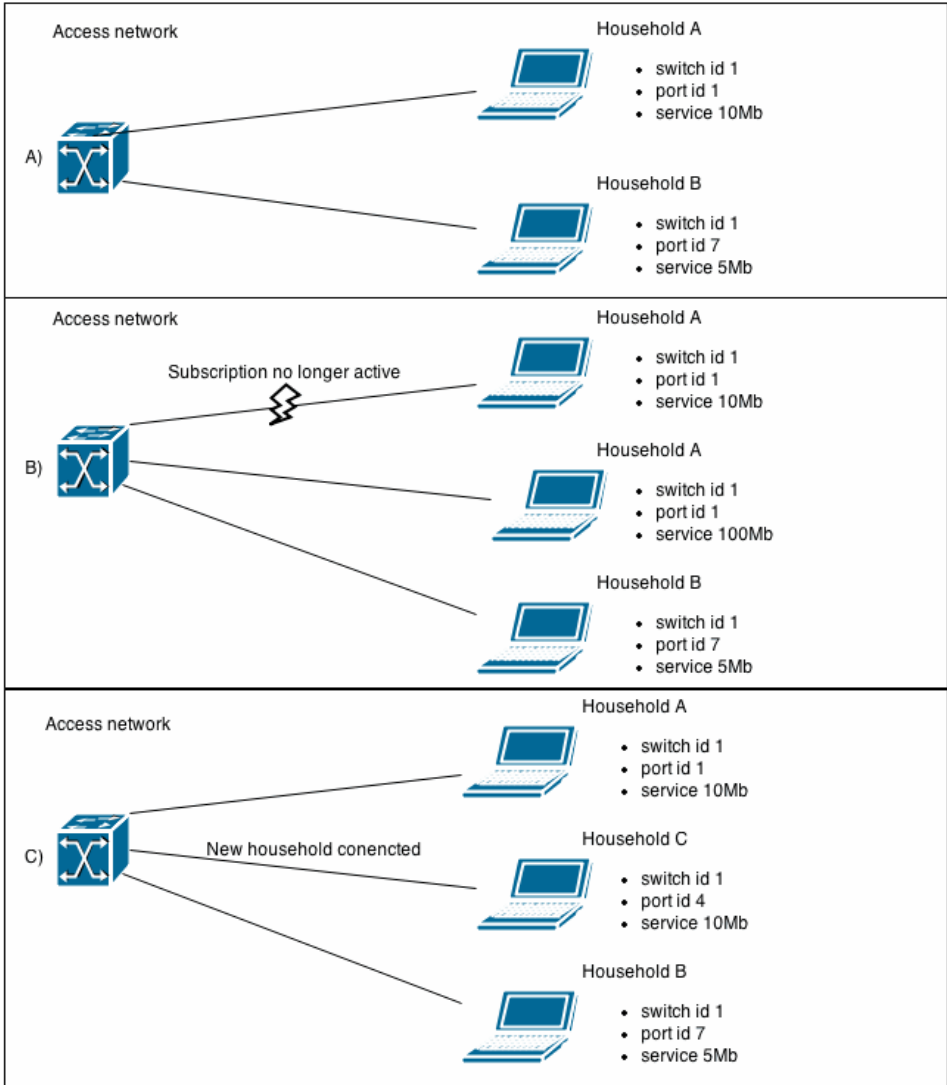 Access network
Household A
• switch id 1
• port id 1
• service 10Mb
A)
Household B
• switch id 1
• port id 7
• service 5Mb
Access network
Household A
Subscription no longer active
• switch id 1
• port id 1
• service 10Mb
B)
Household A
• switch id 1
• port id 1
• service 100Mb
Household B
• switch id 1
• port id 7
• service 5Mb
Access network
Household A
• switch id 1
• port id 1
• service 10Mb
C)
New household conencted
Household C
• switch id 1
• port id 4
• service 10Mb
Household B
• switch id 1
• port id 7
• service 5Mb